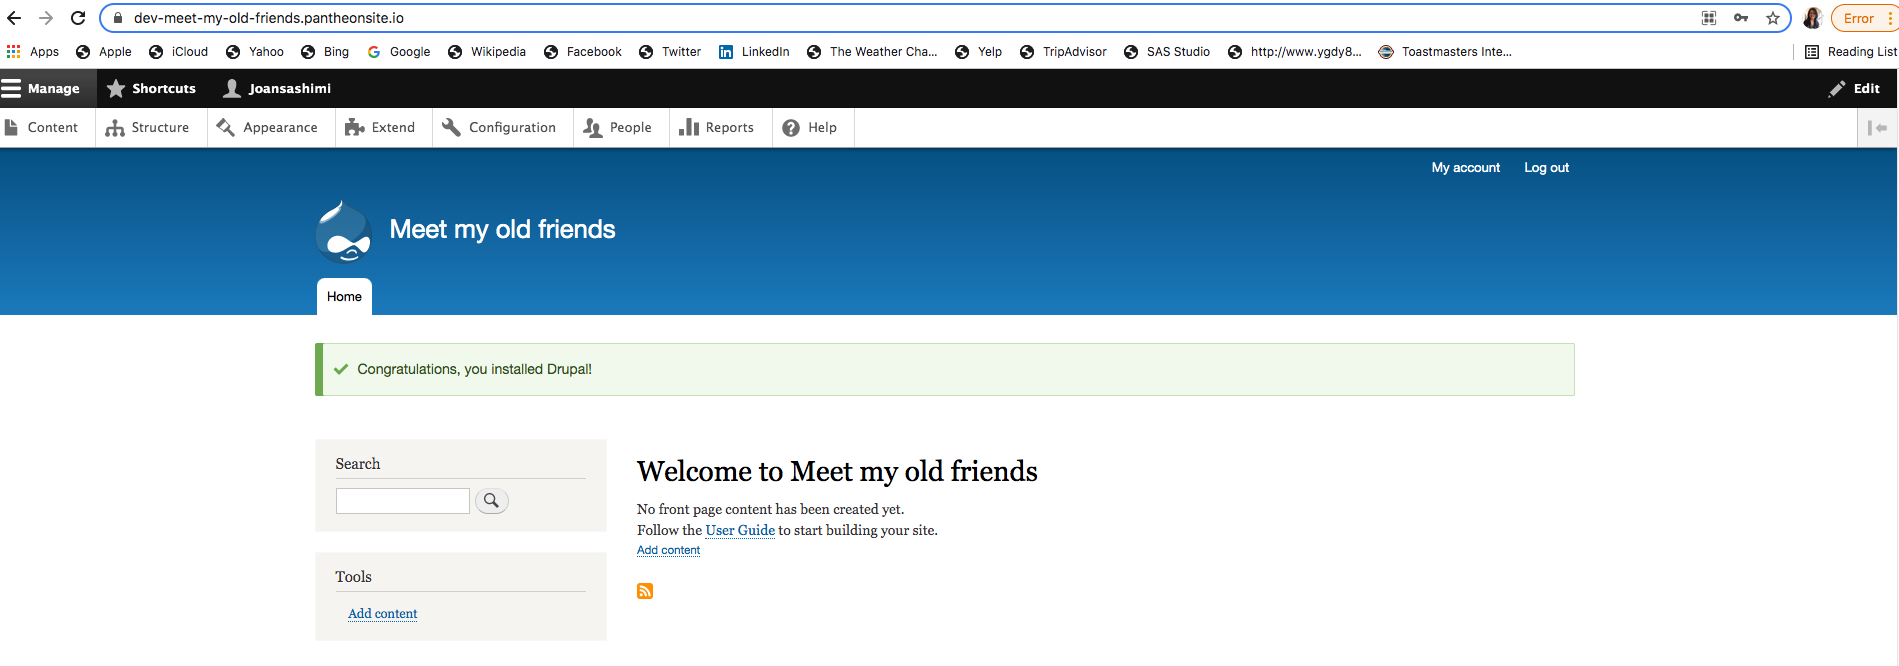 dev-meet-my-old-friends.pantheonsite.io Error
Apps Apple iCloud Yahoo Bing Google Wikipedia Facebook Twitter LinkedIn The Weather Cha... Yelp TripAdvisor SAS Studio http://www.ygdy8... Toastmasters Inte... Reading List
Manage Shortcuts Joansashimi Edit
Content Structure Appearance Extend Configuration People Reports Help
My account Log out
Meet my old friends
Home
Congratulations, you installed Drupal!
Search
Tools
Add content
Welcome to Meet my old friends
No front page content has been created yet.
Follow the User Guide to start building your site.
Add content